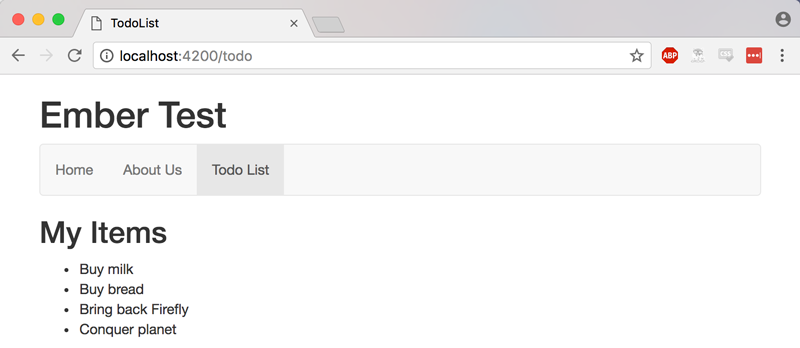 TodoList
localhost:4200/todo
ABP
Ember Test
Home About Us Todo List
My Items
Buy milk
Buy bread
Bring back Firefly
Conquer planet